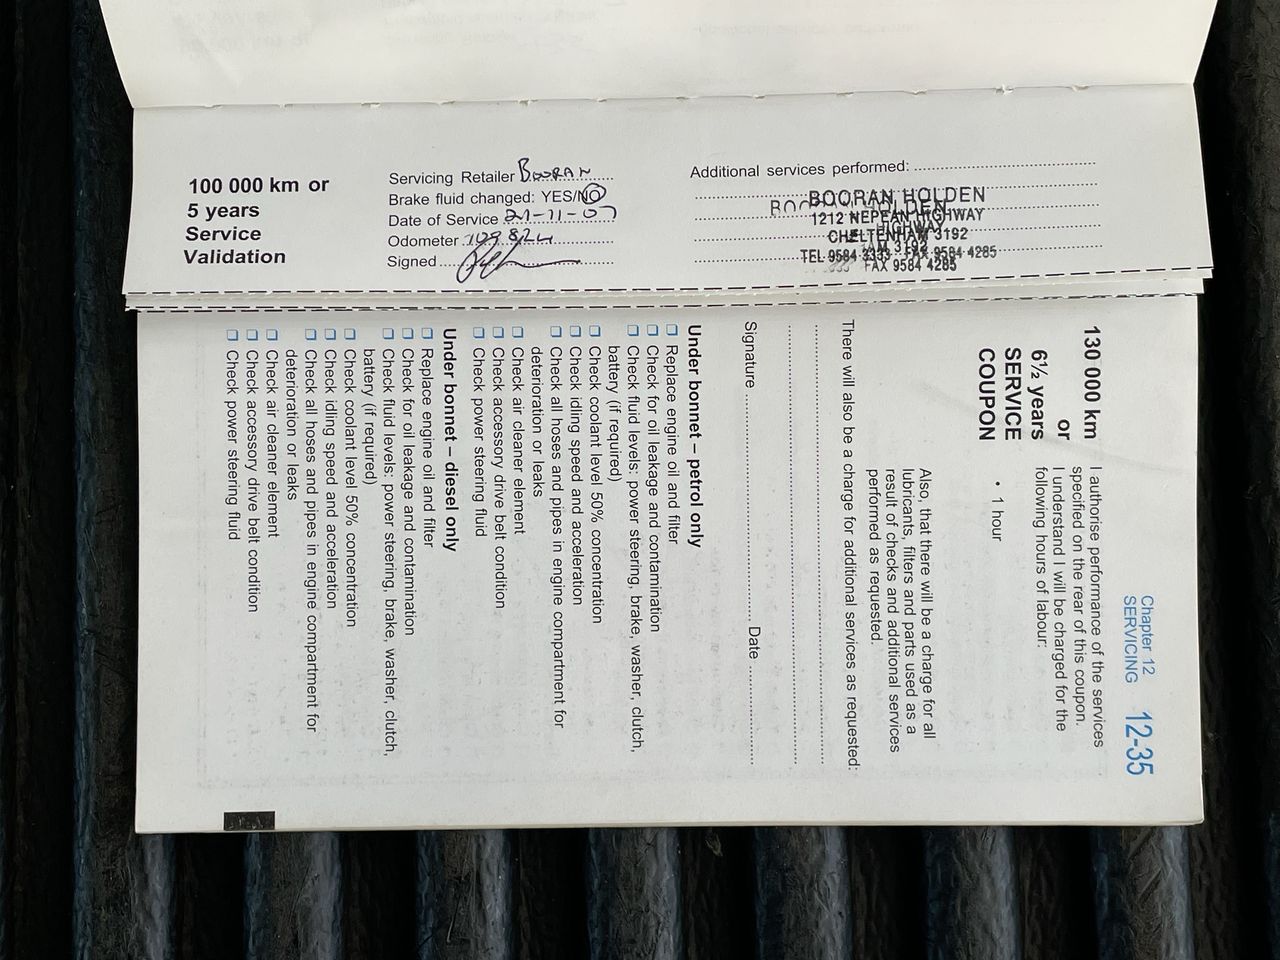 100 000 km or
5 years
Service
Validation
Servicing Retailer BOORAN
Brake fluid changed: YES/NO
Date of Service 21-11-07
Odometer 109824
Signed
Additional services performed:
BOORAN HOLDEN
1212 NEPEAN HIGHWAY
CHELTENHAM 3192
TEL 9584 3333 FAX 9584 4285
FAX 9584 4285
Chapter 12
SERVICING 12-35
130 000 km
or
6½ years
SERVICE
COUPON
I authorise performance of the services
specified on the rear of this coupon.
I understand I will be charged for the
following hours of labour:
• 1 hour
Also, that there will be a charge for all
lubricants, filters and parts used as a
result of checks and additional services
performed as requested.
There will also be a charge for additional services as requested:
Signature Date
Under bonnet – petrol only
❑ Replace engine oil and filter
❑ Check for oil leakage and contamination
❑ Check fluid levels: power steering, brake, washer, clutch,
battery (if required)
❑ Check coolant level 50% concentration
❑ Check idling speed and acceleration
❑ Check all hoses and pipes in engine compartment for
deterioration or leaks
❑ Check air cleaner element
❑ Check accessory drive belt condition
❑ Check power steering fluid
Under bonnet – diesel only
❑ Replace engine oil and filter
❑ Check for oil leakage and contamination
❑ Check fluid levels: power steering, brake, washer, clutch,
battery (if required)
❑ Check coolant level 50% concentration
❑ Check idling speed and acceleration
❑ Check all hoses and pipes in engine compartment for
deterioration or leaks
❑ Check air cleaner element
❑ Check accessory drive belt condition
❑ Check power steering fluid